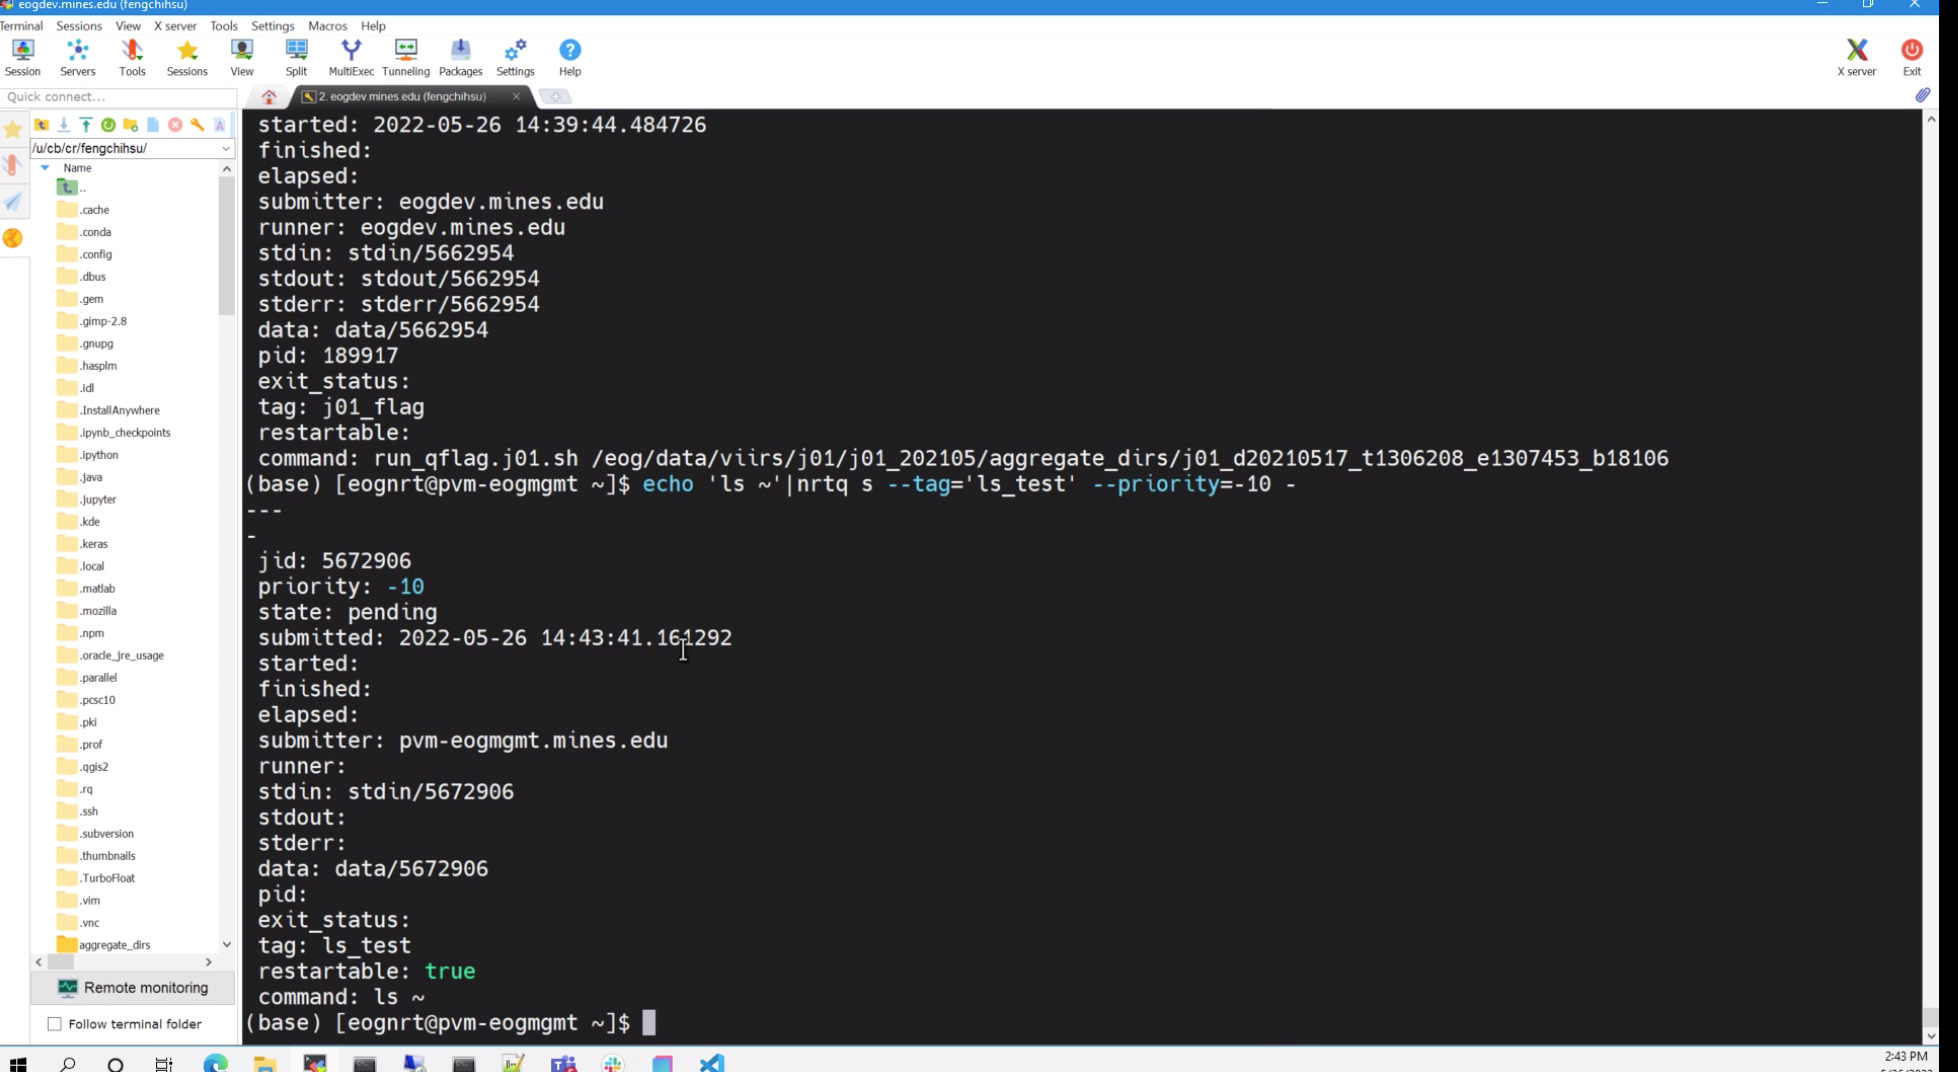 eogdev.mines.edu (fengchihsu)
Terminal Sessions View X server Tools Settings Macros Help
Session Servers Tools Sessions View Split MultiExec Tunneling Packages Settings Help X server Exit
Quick connect...
2. eogdev.mines.edu (fengchihsu)
/u/cb/cr/fengchihsu/
Name
..
.cache
.conda
.config
.dbus
.gem
.gimp-2.8
.gnupg
.hasplm
.idl
.InstallAnywhere
.ipynb_checkpoints
.ipython
.java
.jupyter
.kde
.keras
.local
.matlab
.mozilla
.npm
.oracle_jre_usage
.parallel
.pcsc10
.pki
.prof
.qgis2
.rq
.ssh
.subversion
.thumbnails
.TurboFloat
.vim
.vnc
aggregate_dirs
Remote monitoring
Follow terminal folder
started: 2022-05-26 14:39:44.484726
finished:
elapsed:
submitter: eogdev.mines.edu
runner: eogdev.mines.edu
stdin: stdin/5662954
stdout: stdout/5662954
stderr: stderr/5662954
data: data/5662954
pid: 189917
exit_status:
tag: j01_flag
restartable:
command: run_qflag.j01.sh /eog/data/viirs/j01/j01_202105/aggregate_dirs/j01_d20210517_t1306208_e1307453_b18106
(base) [eognrt@pvm-eogmgmt ~]$ echo 'ls ~'|nrtq s --tag='ls_test' --priority=-10 -
---
-
jid: 5672906
priority: -10
state: pending
submitted: 2022-05-26 14:43:41.161292
started:
finished:
elapsed:
submitter: pvm-eogmgmt.mines.edu
runner:
stdin: stdin/5672906
stdout:
stderr:
data: data/5672906
pid:
exit_status:
tag: ls_test
restartable: true
command: ls ~
(base) [eognrt@pvm-eogmgmt ~]$
2:43 PM